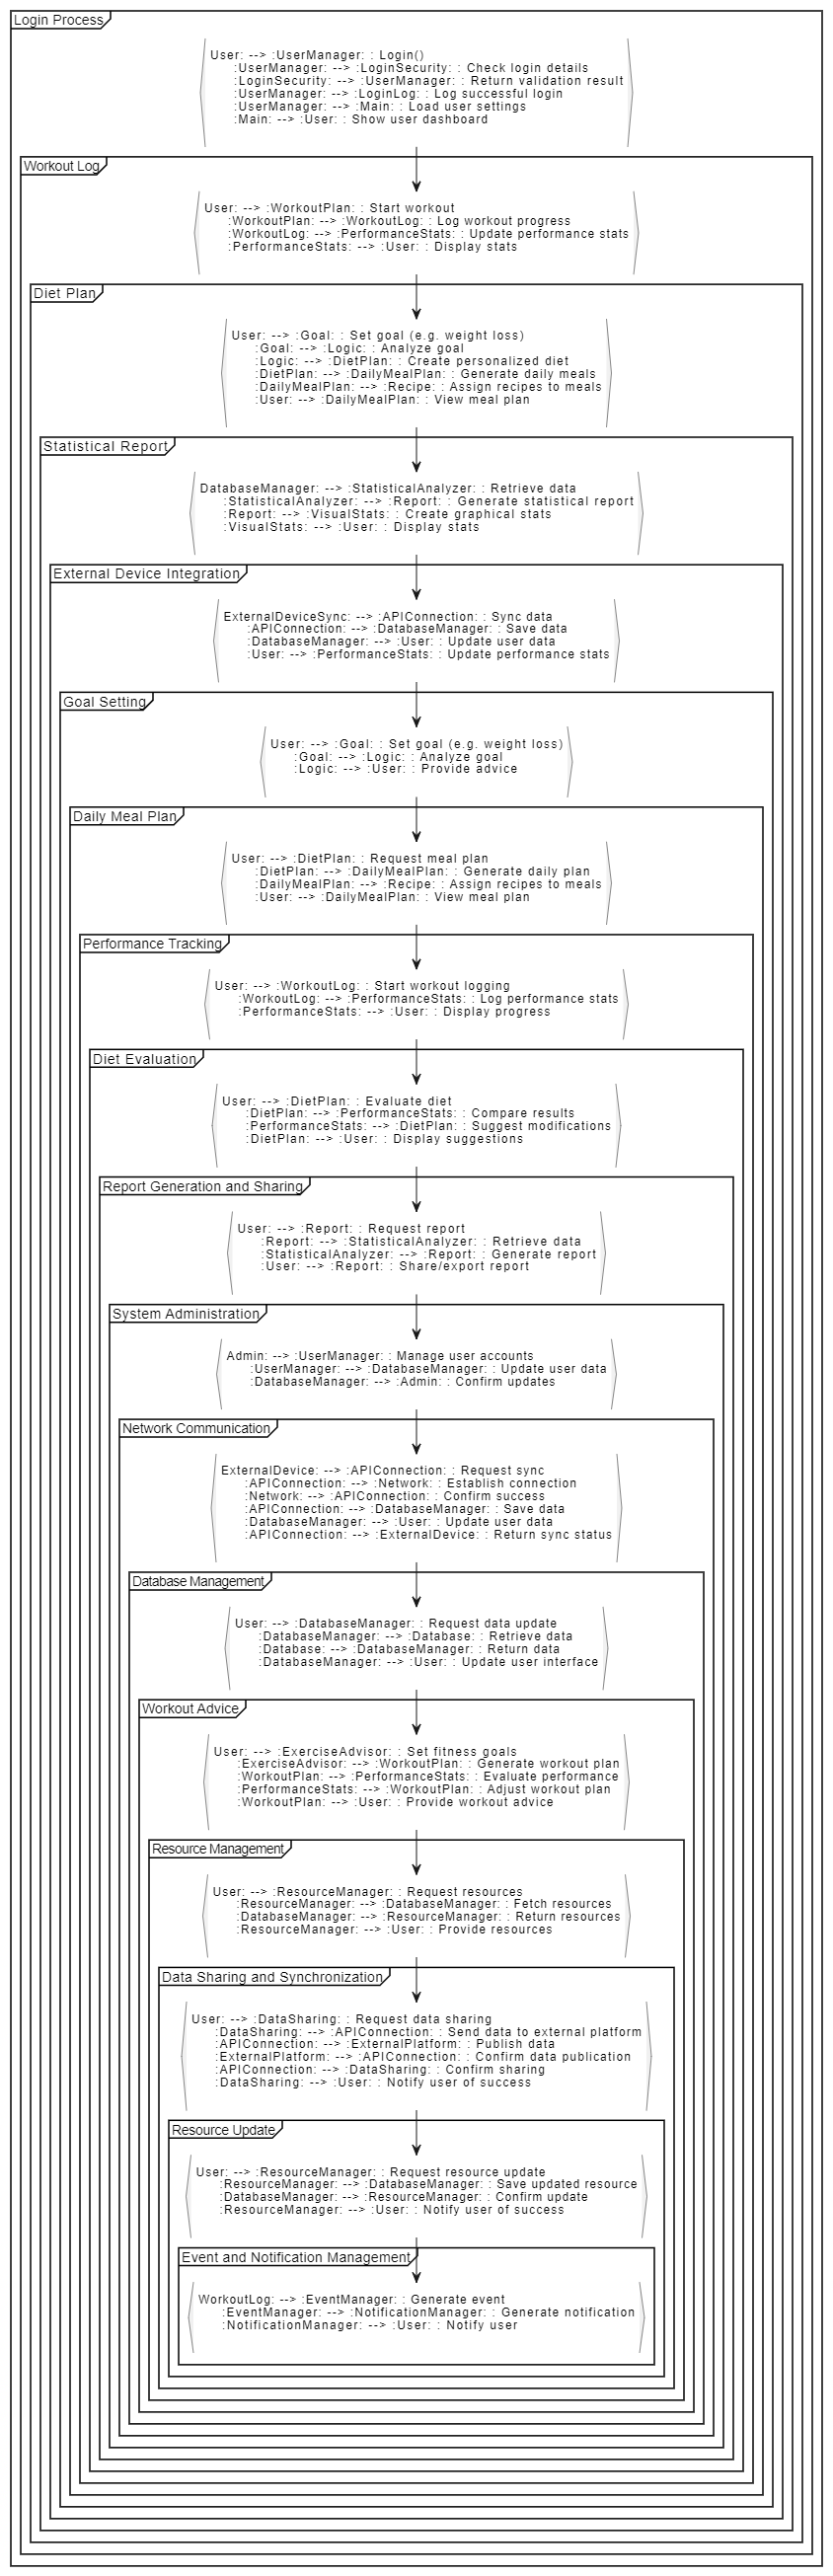 Login Process
User: --> :UserManager: : Login()
:UserManager: --> :LoginSecurity: : Check login details
:LoginSecurity: --> :UserManager: : Return validation result
:UserManager: --> :LoginLog: : Log successful login
:UserManager: --> :Main: : Load user settings
:Main: --> :User: : Show user dashboard
Workout Log
User: --> :WorkoutPlan: : Start workout
:WorkoutPlan: --> :WorkoutLog: : Log workout progress
:WorkoutLog: --> :PerformanceStats: : Update performance stats
:PerformanceStats: --> :User: : Display stats
Diet Plan
User: --> :Goal: : Set goal (e.g. weight loss)
:Goal: --> :Logic: : Analyze goal
:Logic: --> :DietPlan: : Create personalized diet
:DietPlan: --> :DailyMealPlan: : Generate daily meals
:DailyMealPlan: --> :Recipe: : Assign recipes to meals
:User: --> :DailyMealPlan: : View meal plan
Statistical Report
DatabaseManager: --> :StatisticalAnalyzer: : Retrieve data
:StatisticalAnalyzer: --> :Report: : Generate statistical report
:Report: --> :VisualStats: : Create graphical stats
:VisualStats: --> :User: : Display stats
External Device Integration
ExternalDeviceSync: --> :APIConnection: : Sync data
:APIConnection: --> :DatabaseManager: : Save data
:DatabaseManager: --> :User: : Update user data
:User: --> :PerformanceStats: : Update performance stats
Goal Setting
User: --> :Goal: : Set goal (e.g. weight loss)
:Goal: --> :Logic: : Analyze goal
:Logic: --> :User: : Provide advice
Daily Meal Plan
User: --> :DietPlan: : Request meal plan
:DietPlan: --> :DailyMealPlan: : Generate daily plan
:DailyMealPlan: --> :Recipe: : Assign recipes to meals
:User: --> :DailyMealPlan: : View meal plan
Performance Tracking
User: --> :WorkoutLog: : Start workout logging
:WorkoutLog: --> :PerformanceStats: : Log performance stats
:PerformanceStats: --> :User: : Display progress
Diet Evaluation
User: --> :DietPlan: : Evaluate diet
:DietPlan: --> :PerformanceStats: : Compare results
:PerformanceStats: --> :DietPlan: : Suggest modifications
:DietPlan: --> :User: : Display suggestions
Report Generation and Sharing
User: --> :Report: : Request report
:Report: --> :StatisticalAnalyzer: : Retrieve data
:StatisticalAnalyzer: --> :Report: : Generate report
:User: --> :Report: : Share/export report
System Administration
Admin: --> :UserManager: : Manage user accounts
:UserManager: --> :DatabaseManager: : Update user data
:DatabaseManager: --> :Admin: : Confirm updates
Network Communication
ExternalDevice: --> :APIConnection: : Request sync
:APIConnection: --> :Network: : Establish connection
:Network: --> :APIConnection: : Confirm success
:APIConnection: --> :DatabaseManager: : Save data
:DatabaseManager: --> :User: : Update user data
:APIConnection: --> :ExternalDevice: : Return sync status
Database Management
User: --> :DatabaseManager: : Request data update
:DatabaseManager: --> :Database: : Retrieve data
:Database: --> :DatabaseManager: : Return data
:DatabaseManager: --> :User: : Update user interface
Workout Advice
User: --> :ExerciseAdvisor: : Set fitness goals
:ExerciseAdvisor: --> :WorkoutPlan: : Generate workout plan
:WorkoutPlan: --> :PerformanceStats: : Evaluate performance
:PerformanceStats: --> :WorkoutPlan: : Adjust workout plan
:WorkoutPlan: --> :User: : Provide workout advice
Resource Management
User: --> :ResourceManager: : Request resources
:ResourceManager: --> :DatabaseManager: : Fetch resources
:DatabaseManager: --> :ResourceManager: : Return resources
:ResourceManager: --> :User: : Provide resources
Data Sharing and Synchronization
User: --> :DataSharing: : Request data sharing
:DataSharing: --> :APIConnection: : Send data to external platform
:APIConnection: --> :ExternalPlatform: : Publish data
:ExternalPlatform: --> :APIConnection: : Confirm data publication
:APIConnection: --> :DataSharing: : Confirm sharing
:DataSharing: --> :User: : Notify user of success
Resource Update
User: --> :ResourceManager: : Request resource update
:ResourceManager: --> :DatabaseManager: : Save updated resource
:DatabaseManager: --> :ResourceManager: : Confirm update
:ResourceManager: --> :User: : Notify user of success
Event and Notification Management
WorkoutLog: --> :EventManager: : Generate event
:EventManager: --> :NotificationManager: : Generate notification
:NotificationManager: --> :User: : Notify user